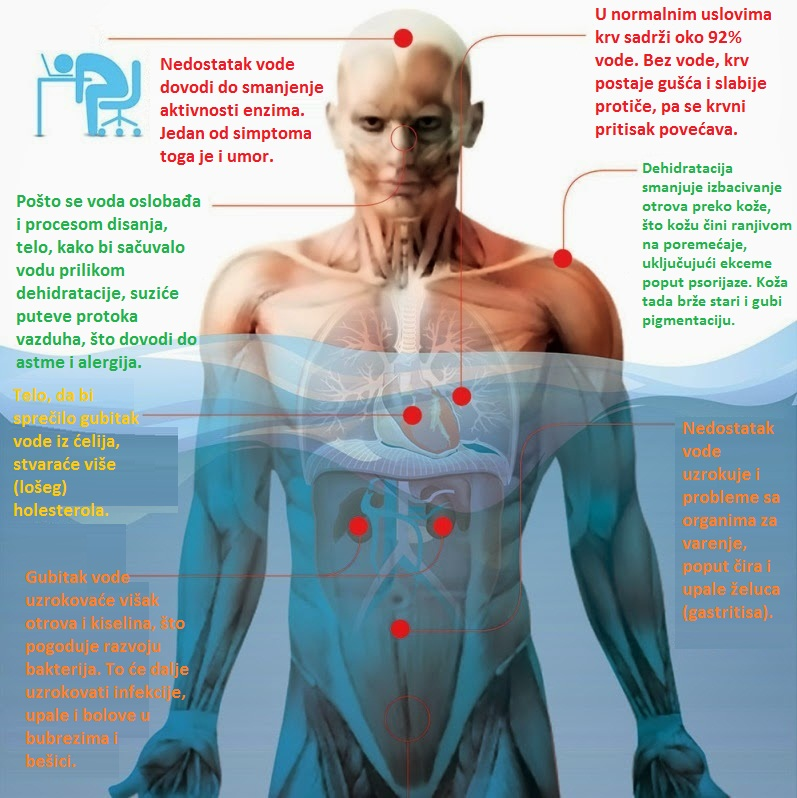 Nedostatak vode
dovodi do smanjenje
aktivnosti enzima.
Jedan od simptoma
toga je i umor.
U normalnim uslovima
krv sadrži oko 92%
vode. Bez vode, krv
postaje gušća i slabije
protiče, pa se krvni
pritisak povećava.
Pošto se voda oslobađa
i procesom disanja,
telo, kako bi sačuvalo
vodu prilikom
dehidratacije, suziće
puteve protoka
vazduha, što dovodi do
astme i alergija.
Dehidratacija
smanjuje izbacivanje
otrova preko kože,
što kožu čini ranjivom
na poremećaje,
uključujući ekceme
poput psorijaze. Koža
tada brže stari i gubi
pigmentaciju.
Telo, da bi
sprečilo gubitak
vode iz ćelija,
stvaraće više
(lošeg)
holesterola.
Nedostatak
vode
uzrokuje i
probleme sa
organima za
varenje,
poput čira i
upale želuca
(gastritisa).
Gubitak vode
uzrokovaće višak
otrova i kiselina, što
pogoduje razvoju
bakterija. To će dalje
uzrokovati infekcije,
upale i bolove u
bubrezima i
bešici.